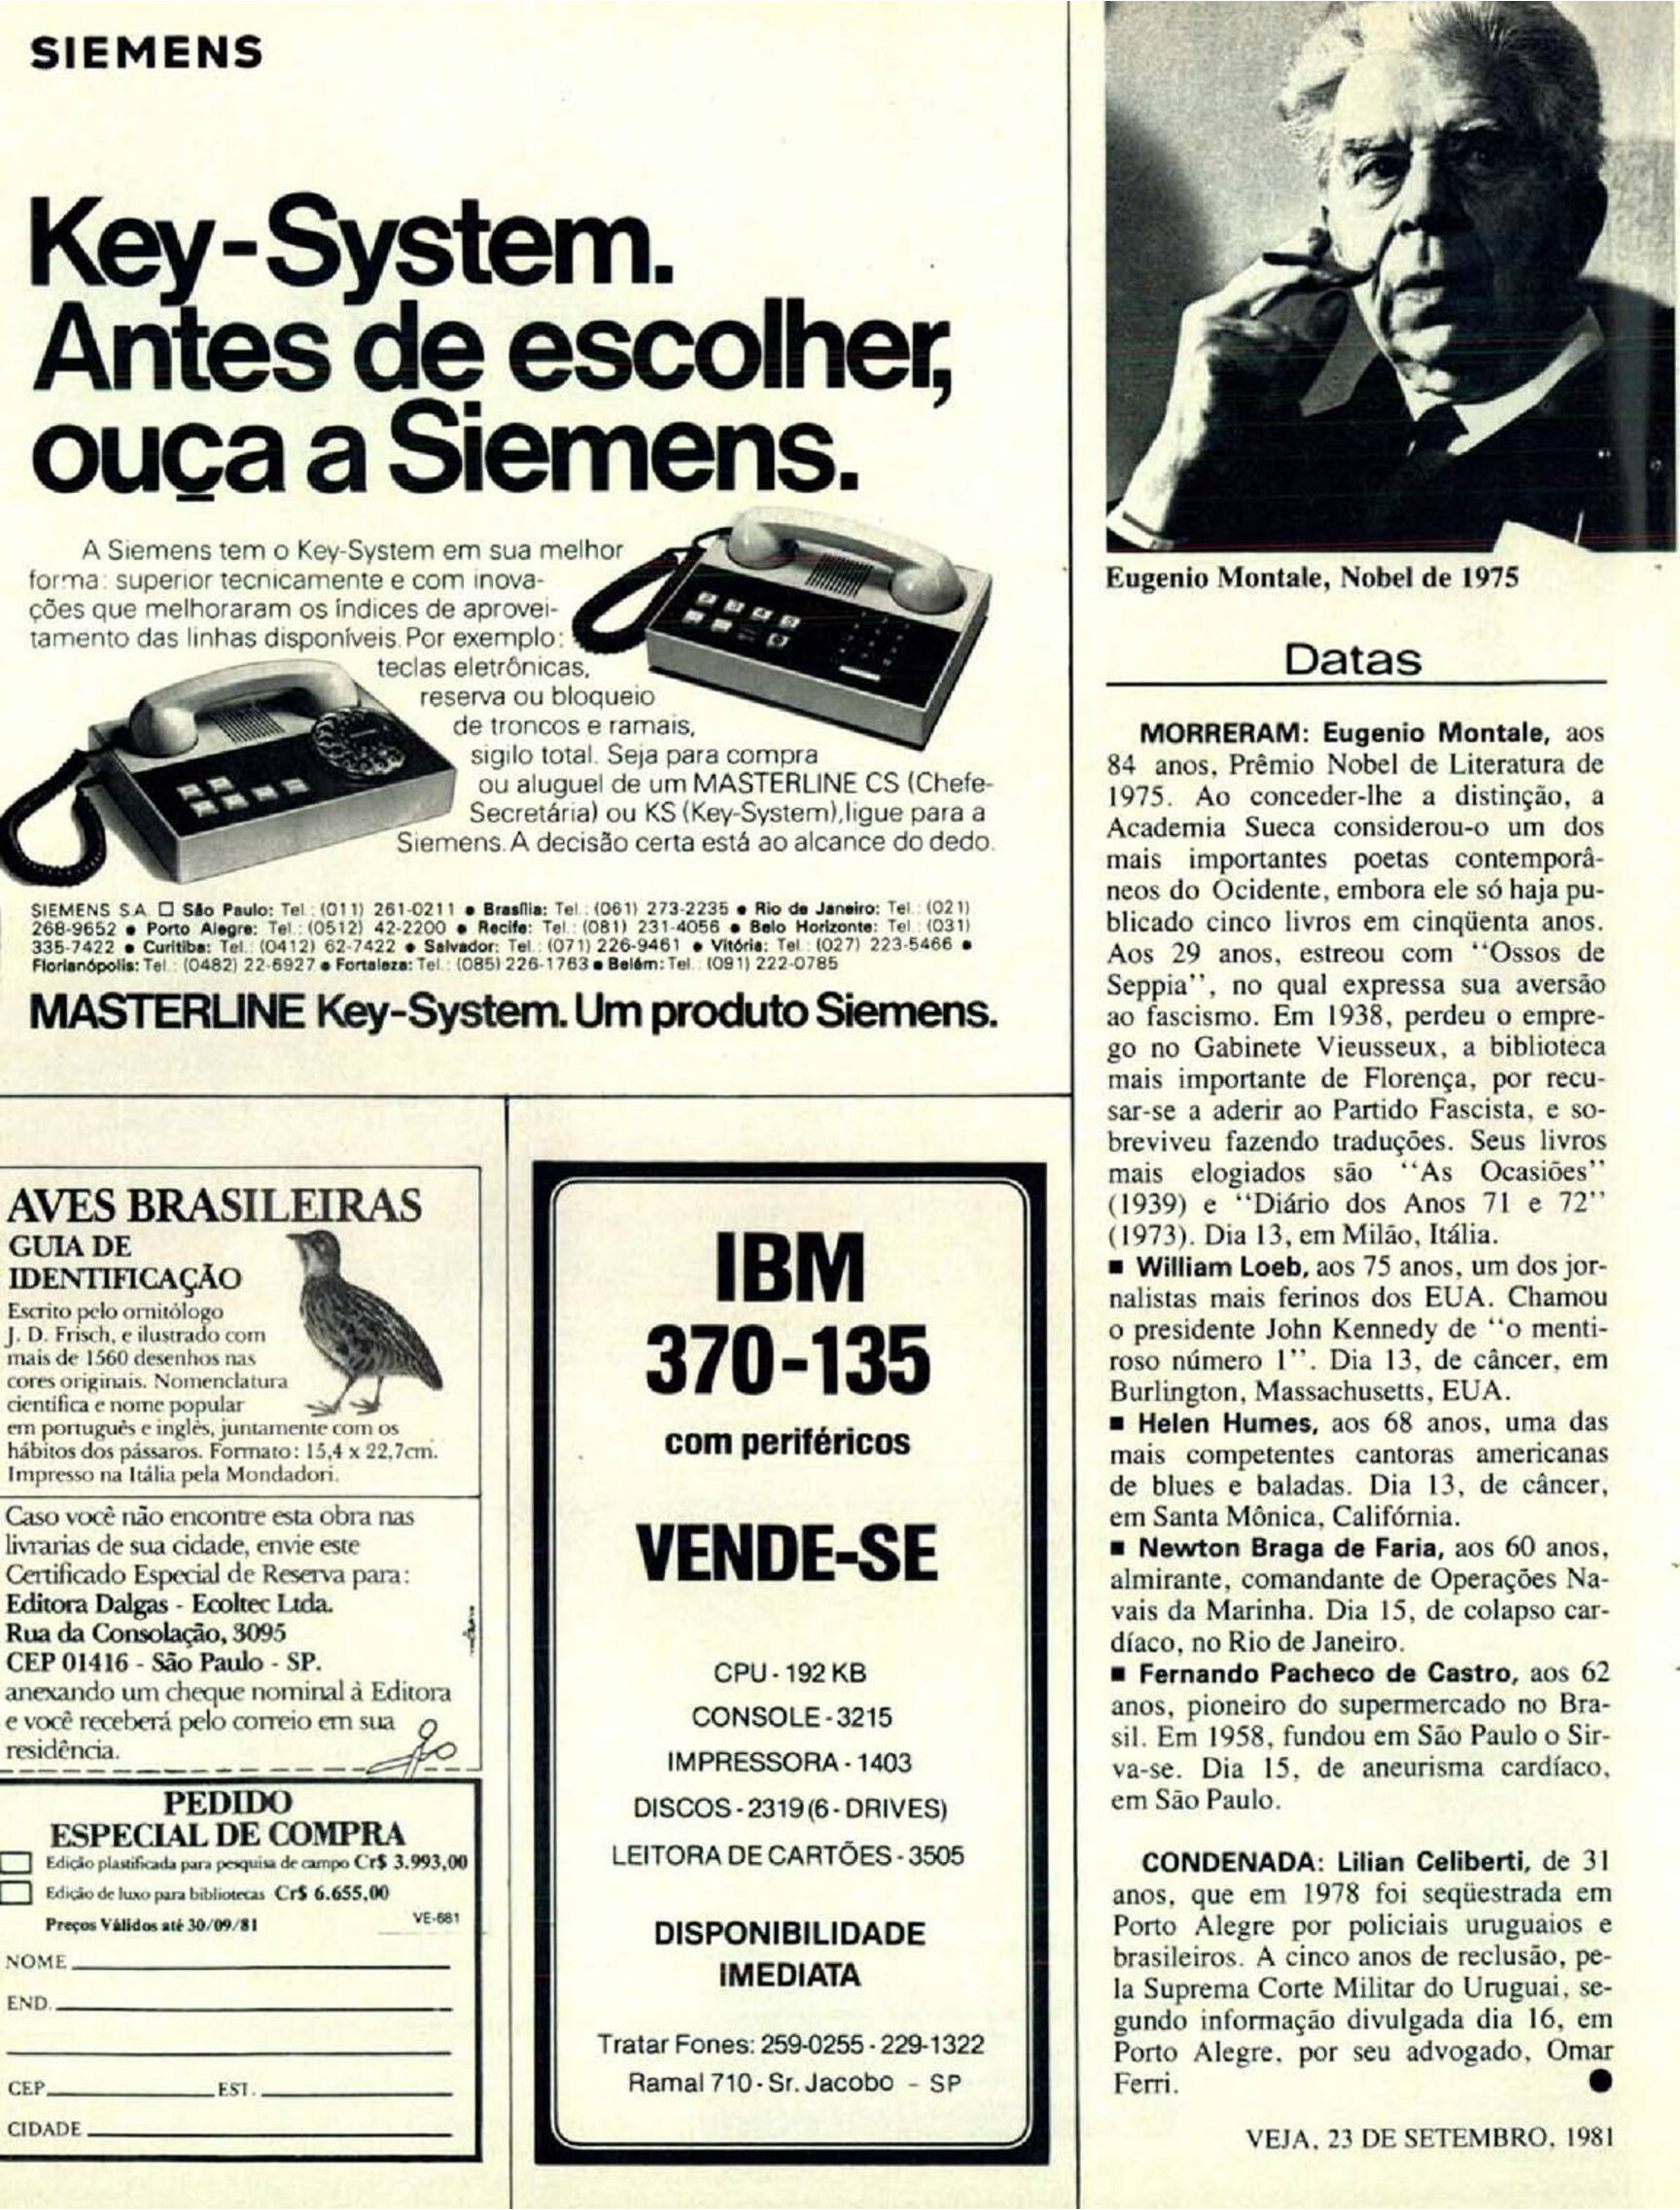 SIEMENS
Key-System.
Antes de escolher,
ouça a Siemens.
A Siemens tem o Key-System em sua melhor
forma: superior tecnicamente e com inova-
ções que melhoraram os índices de aprovei-
tamento das linhas disponíveis. Por exemplo:
teclas eletrônicas,
reserva ou bloqueio
de troncos e ramais,
sigilo total. Seja para compra
ou aluguel de um MASTERLINE CS (Chefe-
Secretária) ou KS (Key-System), ligue para a
Siemens. A decisão certa está ao alcance do dedo.
SIEMENS S.A. □ São Paulo: Tel.: (011) 261-0211 • Brasília: Tel.: (061) 273-2235 • Rio de Janeiro: Tel.: (021)
268-9652 • Porto Alegre: Tel.: (0512) 42-2200 • Recife: Tel.: (081) 231-4056 • Belo Horizonte: Tel.: (031)
335-7422 • Curitiba: Tel.: (0412) 62-7422 • Salvador: Tel.: (071) 226-9461 • Vitória: Tel.: (027) 223-5466 •
Florianópolis: Tel.: (0482) 22-6927 • Fortaleza: Tel.: (085) 226-1763 • Belém: Tel.: (091) 222-0785
MASTERLINE Key-System. Um produto Siemens.
AVES BRASILEIRAS
GUIA DE
IDENTIFICAÇÃO
Escrito pelo ornitólogo
J. D. Frisch, e ilustrado com
mais de 1560 desenhos nas
cores originais. Nomenclatura
científica e nome popular
em português e inglês, juntamente com os
hábitos dos pássaros. Formato: 15,4 x 22,7cm.
Impresso na Itália pela Mondadori.
Caso você não encontre esta obra nas
livrarias de sua cidade, envie este
Certificado Especial de Reserva para:
Editora Dalgas - Ecoltec Ltda.
Rua da Consolação, 3095
CEP 01416 - São Paulo - SP.
anexando um cheque nominal à Editora
e você receberá pelo correio em sua
residência.
PEDIDO
ESPECIAL DE COMPRA
Edição plastificada para pesquisa de campo Cr$ 3.993,00
Edição de luxo para bibliotecas Cr$ 6.655,00
Preços Válidos até 30/09/81 VE-681
NOME
END.
CEP EST.
CIDADE
IBM
370-135
com periféricos
VENDE-SE
CPU - 192 KB
CONSOLE - 3215
IMPRESSORA - 1403
DISCOS - 2319 (6 - DRIVES)
LEITORA DE CARTÕES - 3505
DISPONIBILIDADE
IMEDIATA
Tratar Fones: 259-0255 - 229-1322
Ramal 710 - Sr. Jacobo - SP
Eugenio Montale, Nobel de 1975
Datas
MORRERAM: Eugenio Montale, aos
84 anos, Prêmio Nobel de Literatura de
1975. Ao conceder-lhe a distinção, a
Academia Sueca considerou-o um dos
mais importantes poetas contemporâ-
neos do Ocidente, embora ele só haja pu-
blicado cinco livros em cinqüenta anos.
Aos 29 anos, estreou com "Ossos de
Seppia", no qual expressa sua aversão
ao fascismo. Em 1938, perdeu o empre-
go no Gabinete Vieusseux, a biblioteca
mais importante de Florença, por recu-
sar-se a aderir ao Partido Fascista, e so-
breviveu fazendo traduções. Seus livros
mais elogiados são "As Ocasiões"
(1939) e "Diário dos Anos 71 e 72"
(1973). Dia 13, em Milão, Itália.
■ William Loeb, aos 75 anos, um dos jor-
nalistas mais ferinos dos EUA. Chamou
o presidente John Kennedy de "o menti-
roso número 1". Dia 13, de câncer, em
Burlington, Massachusetts, EUA.
■ Helen Humes, aos 68 anos, uma das
mais competentes cantoras americanas
de blues e baladas. Dia 13, de câncer,
em Santa Mônica, Califórnia.
■ Newton Braga de Faria, aos 60 anos,
almirante, comandante de Operações Na-
vais da Marinha. Dia 15, de colapso car-
díaco, no Rio de Janeiro.
■ Fernando Pacheco de Castro, aos 62
anos, pioneiro do supermercado no Bra-
sil. Em 1958, fundou em São Paulo o Sir-
va-se. Dia 15, de aneurisma cardíaco,
em São Paulo.
CONDENADA: Lilian Celiberti, de 31
anos, que em 1978 foi seqüestrada em
Porto Alegre por policiais uruguaios e
brasileiros. A cinco anos de reclusão, pe-
la Suprema Corte Militar do Uruguai, se-
gundo informação divulgada dia 16, em
Porto Alegre, por seu advogado, Omar
Ferri. ●
VEJA, 23 DE SETEMBRO, 1981